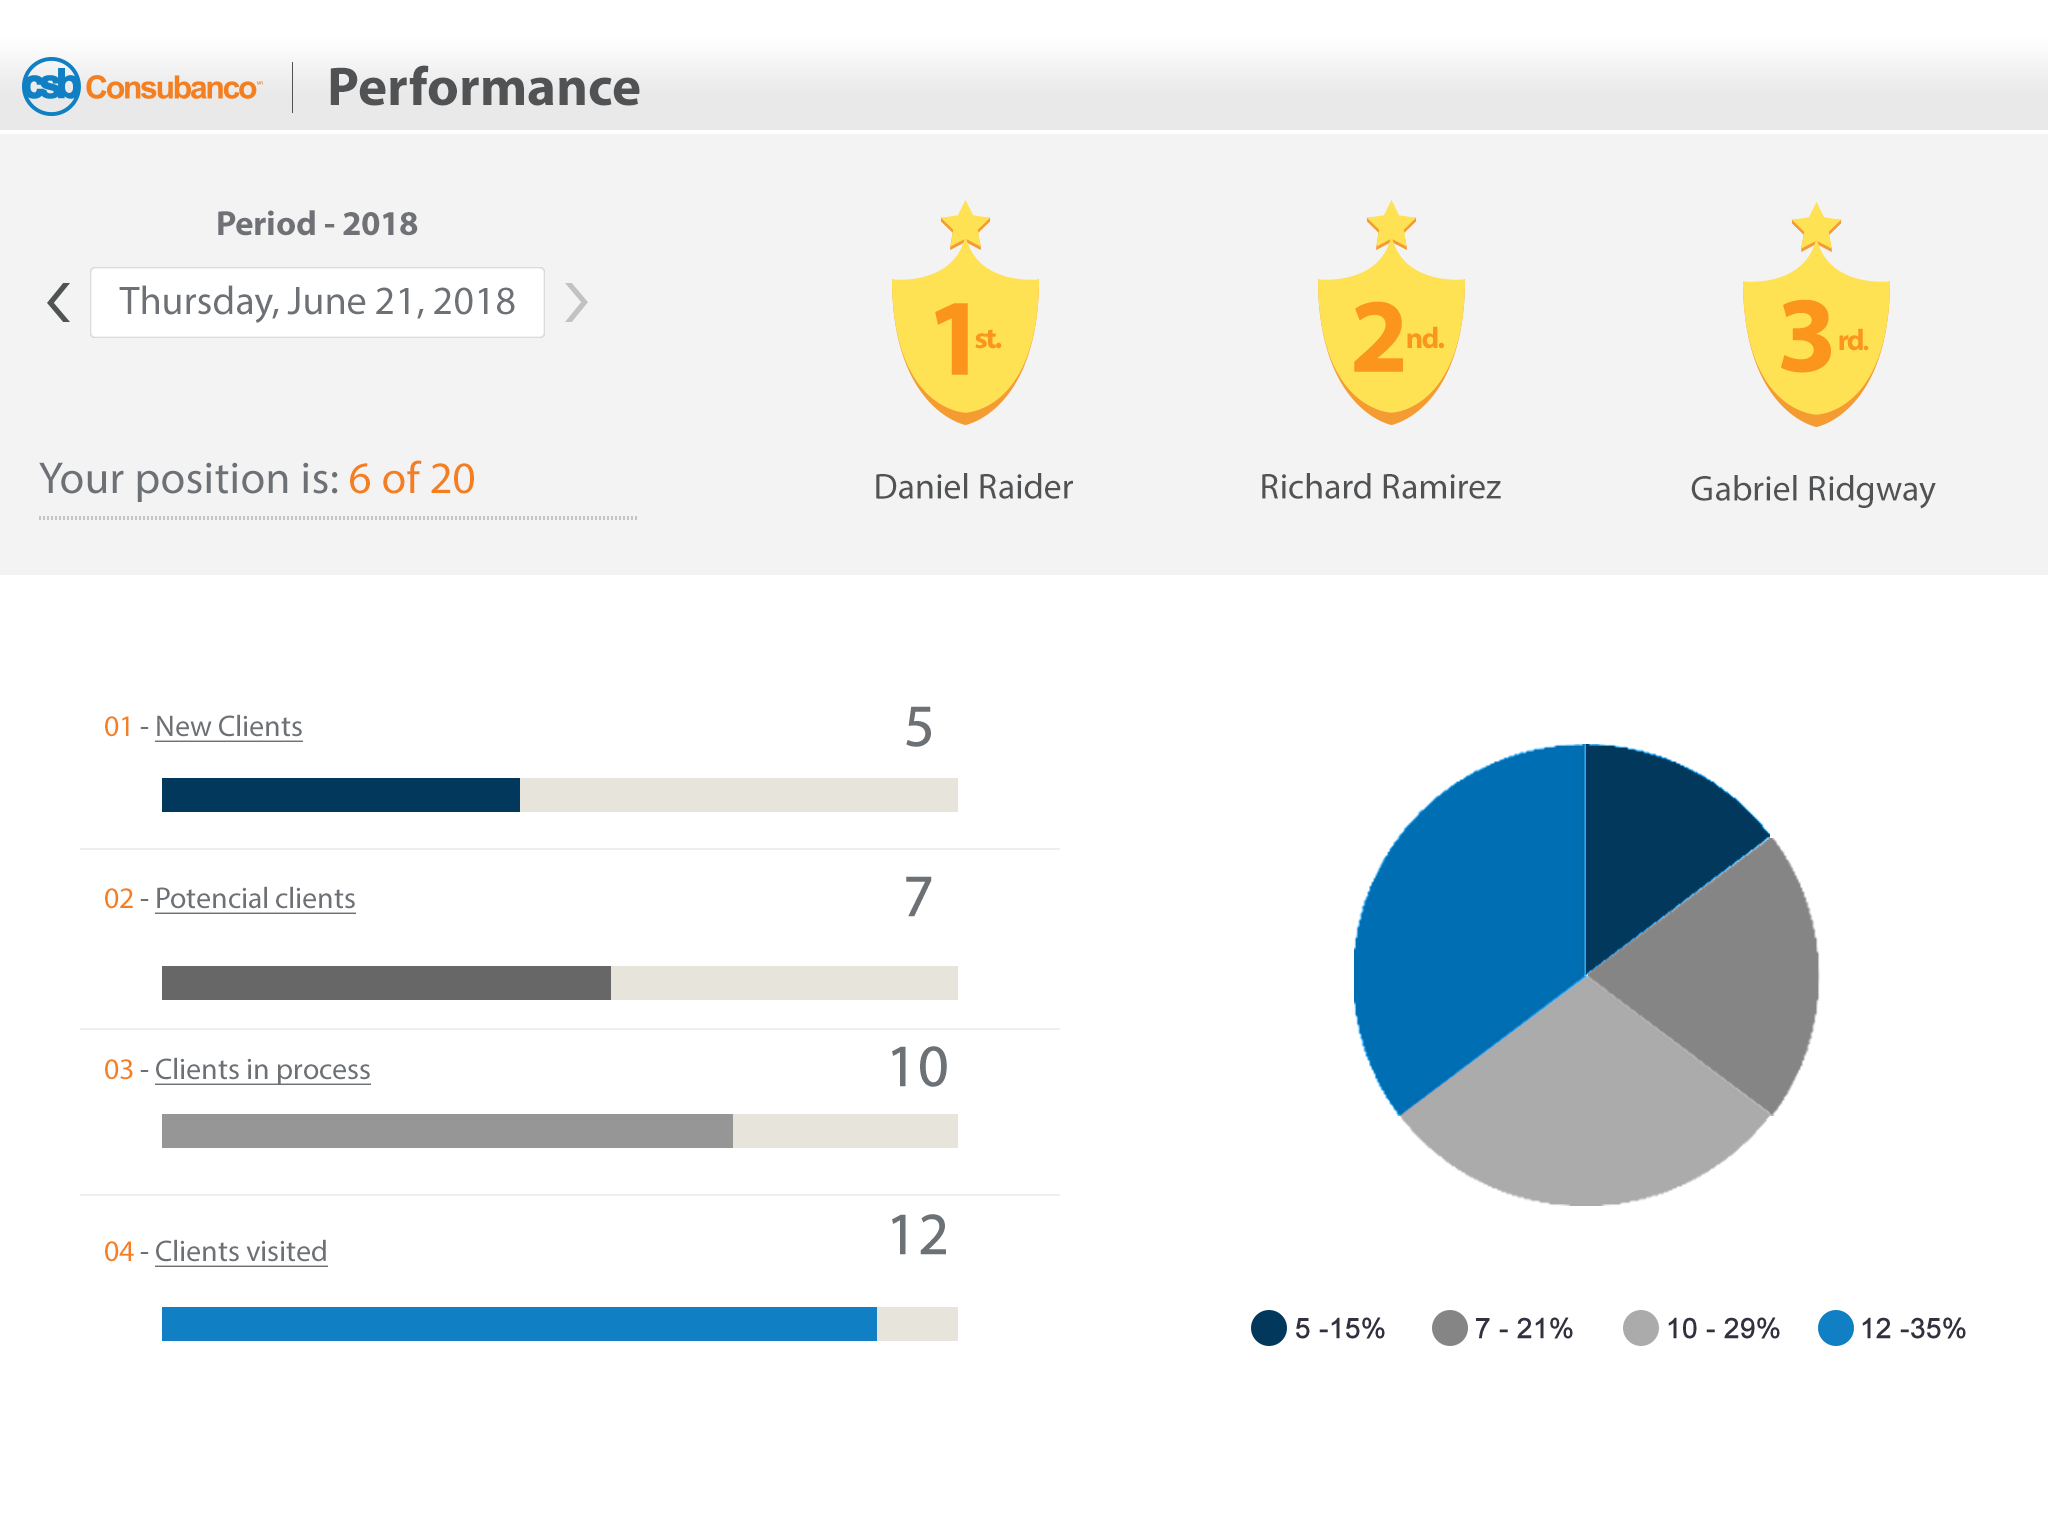 csb Consubanco
Performance
Period - 2018
Thursday, June 21, 2018
Your position is: 6 of 20
1st.
2nd.
3rd.
Daniel Raider
Richard Ramirez
Gabriel Ridgway
01 - New Clients
5
02 - Potencial clients
7
03 - Clients in process
10
04 - Clients visited
12
5 -15%
7 - 21%
10 - 29%
12 -35%